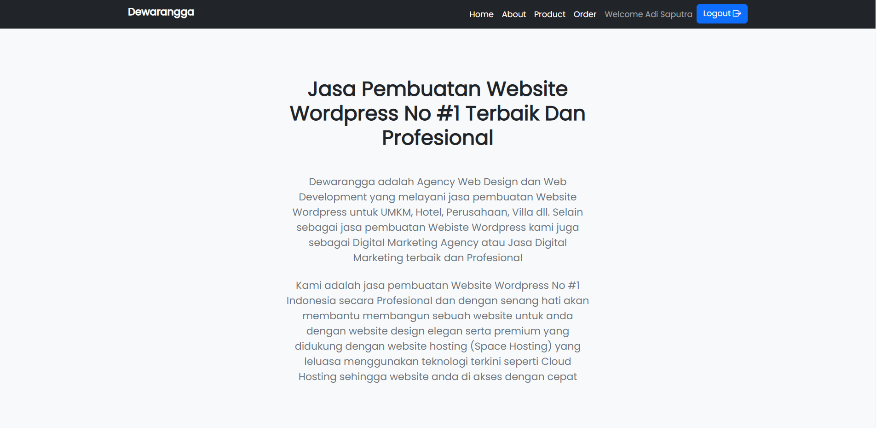 Dewarangga
Home About Product Order Welcome Adi Saputra Logout
Jasa Pembuatan Website
Wordpress No #1 Terbaik Dan
Profesional
Dewarangga adalah Agency Web Design dan Web
Development yang melayani jasa pembuatan Website
Wordpress untuk UMKM, Hotel, Perusahaan, Villa dll. Selain
sebagai jasa pembuatan Webiste Wordpress kami juga
sebagai Digital Marketing Agency atau Jasa Digital
Marketing terbaik dan Profesional
Kami adalah jasa pembuatan Website Wordpress No #1
Indonesia secara Profesional dan dengan senang hati akan
membantu membangun sebuah website untuk anda
dengan website design elegan serta premium yang
didukung dengan website hosting (Space Hosting) yang
leluasa menggunakan teknologi terkini seperti Cloud
Hosting sehingga website anda di akses dengan cepat